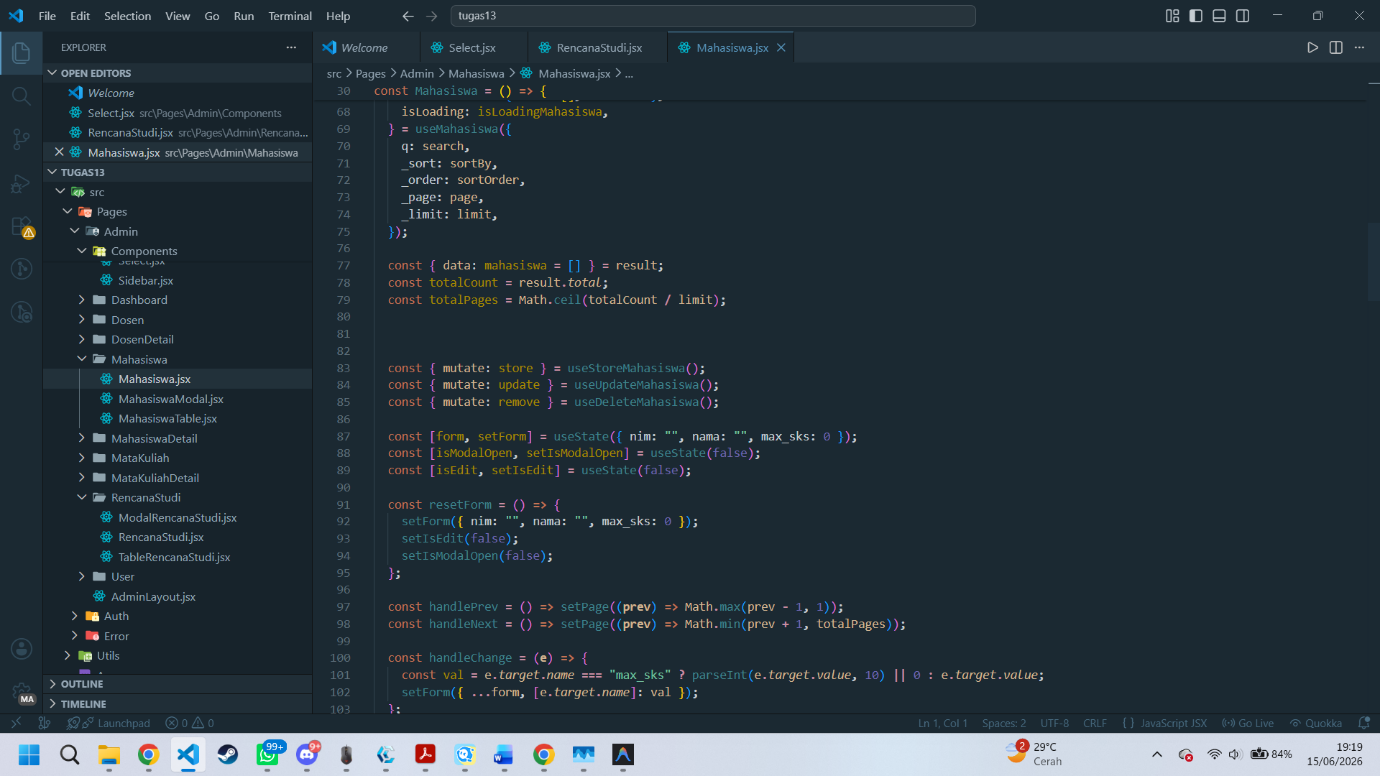 File Edit Selection View Go Run Terminal Help
tugas13
EXPLORER
OPEN EDITORS
Welcome
Select.jsx src\Pages\Admin\Components
RencanaStudi.jsx src\Pages\Admin\Rencana...
Mahasiswa.jsx src\Pages\Admin\Mahasiswa
TUGAS13
src
Pages
Admin
Components
Select.jsx
Sidebar.jsx
Dashboard
Dosen
DosenDetail
Mahasiswa
Mahasiswa.jsx
MahasiswaModal.jsx
MahasiswaTable.jsx
MahasiswaDetail
MataKuliah
MataKuliahDetail
RencanaStudi
ModalRencanaStudi.jsx
RencanaStudi.jsx
TableRencanaStudi.jsx
User
AdminLayout.jsx
Auth
Error
Utils
OUTLINE
TIMELINE
MA
Welcome Select.jsx RencanaStudi.jsx Mahasiswa.jsx
src > Pages > Admin > Mahasiswa > Mahasiswa.jsx > ...
30 const Mahasiswa = () => {
68 isLoading: isLoadingMahasiswa,
69 } = useMahasiswa({
70 q: search,
71 _sort: sortBy,
72 _order: sortOrder,
73 _page: page,
74 _limit: limit,
75 });
76
77 const { data: mahasiswa = [] } = result;
78 const totalCount = result.total;
79 const totalPages = Math.ceil(totalCount / limit);
80
81
82
83 const { mutate: store } = useStoreMahasiswa();
84 const { mutate: update } = useUpdateMahasiswa();
85 const { mutate: remove } = useDeleteMahasiswa();
86
87 const [form, setForm] = useState({ nim: "", nama: "", max_sks: 0 });
88 const [isModalOpen, setIsModalOpen] = useState(false);
89 const [isEdit, setIsEdit] = useState(false);
90
91 const resetForm = () => {
92 setForm({ nim: "", nama: "", max_sks: 0 });
93 setIsEdit(false);
94 setIsModalOpen(false);
95 };
96
97 const handlePrev = () => setPage((prev) => Math.max(prev - 1, 1));
98 const handleNext = () => setPage((prev) => Math.min(prev + 1, totalPages));
99
100 const handleChange = (e) => {
101 const val = e.target.name === "max_sks" ? parseInt(e.target.value, 10) || 0 : e.target.value;
102 setForm({ ...form, [e.target.name]: val });
103 };
Launchpad 0 0 Ln 1, Col 1 Spaces: 2 UTF-8 CRLF { } JavaScript JSX Go Live Quokka
99+ 9+ 2 29°C 84% 19:19
Cerah 15/06/2026